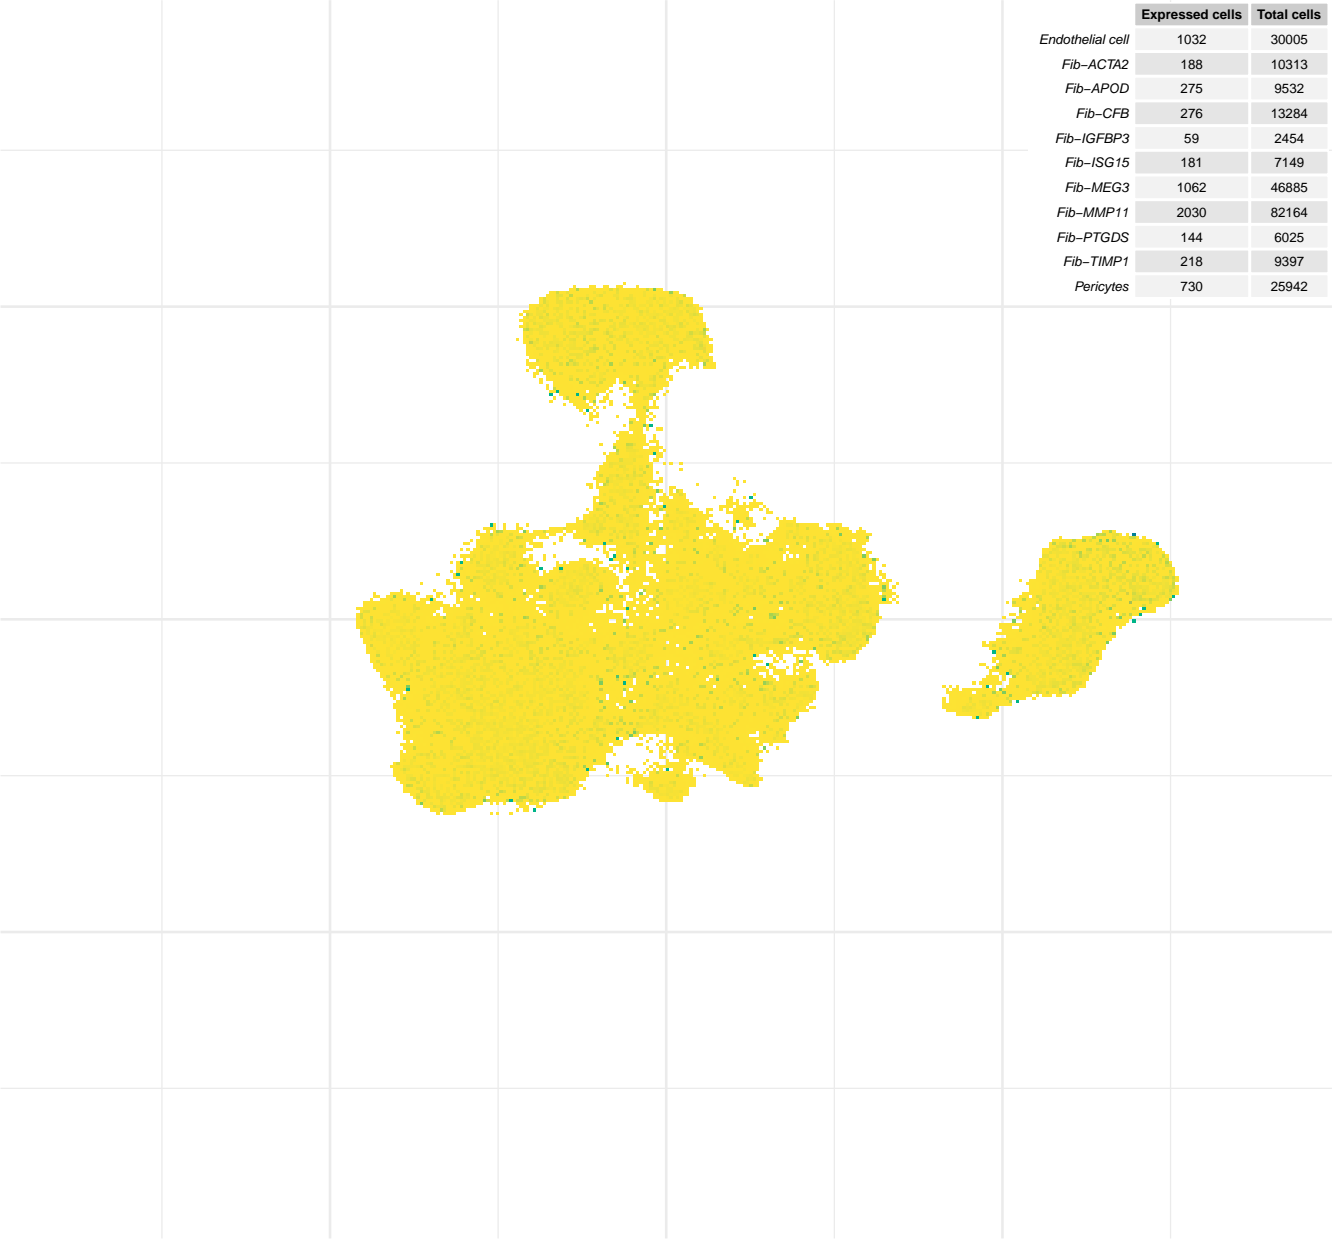 Expressed cells Total cells
Endothelial cell 1032 30005
Fib−ACTA2 188 10313
Fib−APOD 275 9532
Fib−CFB 276 13284
Fib−IGFBP3 59 2454
Fib−ISG15 181 7149
Fib−MEG3 1062 46885
Fib−MMP11 2030 82164
Fib−PTGDS 144 6025
Fib−TIMP1 218 9397
Pericytes 730 25942